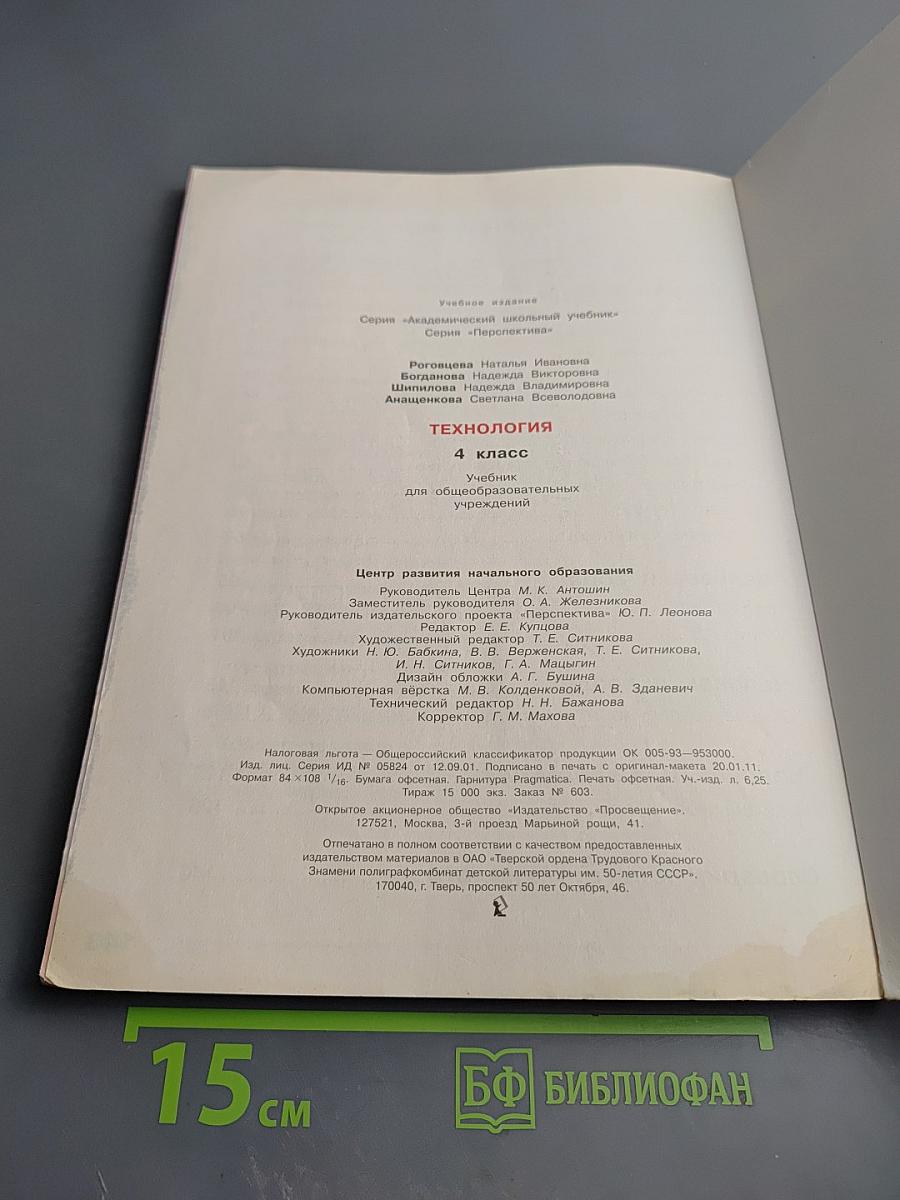 Учебное издание
Серия «Академический школьный учебник»
Серия «Перспектива»
Роговцева Наталья Ивановна
Богданова Надежда Викторовна
Шипилова Надежда Владимировна
Анащенкова Светлана Всеволодовна
ТЕХНОЛОГИЯ
4 класс
Учебник
для общеобразовательных
учреждений
Центр развития начального образования
Руководитель Центра М. К. Антошин
Заместитель руководителя О. А. Железникова
Руководитель издательского проекта «Перспектива» Ю. П. Леонова
Редактор Е. Е. Купцова
Художественный редактор Т. Е. Ситникова
Художники Н. Ю. Бабкина, В. В. Верженская, Т. Е. Ситникова,
И. Н. Ситников, Г. А. Мацыгин
Дизайн обложки А. Г. Бушина
Компьютерная вёрстка М. В. Колденковой, А. В. Зданевич
Технический редактор Н. Н. Бажанова
Корректор Г. М. Махова
Налоговая льгота — Общероссийский классификатор продукции ОК 005-93—953000.
Изд. лиц. Серия ИД № 05824 от 12.09.01. Подписано в печать с оригинал-макета 20.01.11.
Формат 84×108 1/16. Бумага офсетная. Гарнитура Pragmatica. Печать офсетная. Уч.-изд. л. 6,25.
Тираж 15 000 экз. Заказ № 603.
Открытое акционерное общество «Издательство «Просвещение».
127521, Москва, 3-й проезд Марьиной рощи, 41.
Отпечатано в полном соответствии с качеством предоставленных
издательством материалов в ОАО «Тверской ордена Трудового Красного
Знамени полиграфкомбинат детской литературы им. 50-летия СССР».
170040, г. Тверь, проспект 50 лет Октября, 46.
15 см
БФ БИБЛИОФАН